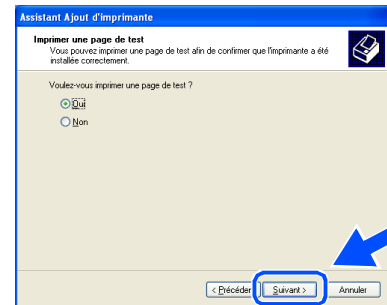 Assistant Ajout d'imprimante
Imprimer une page de test
Vous pouvez imprimer une page de test afin de confirmer que l'imprimante a été
installée correctement.
Voulez-vous imprimer une page de test ?
Oui
Non
< Précéden
Suivant >
Annuler